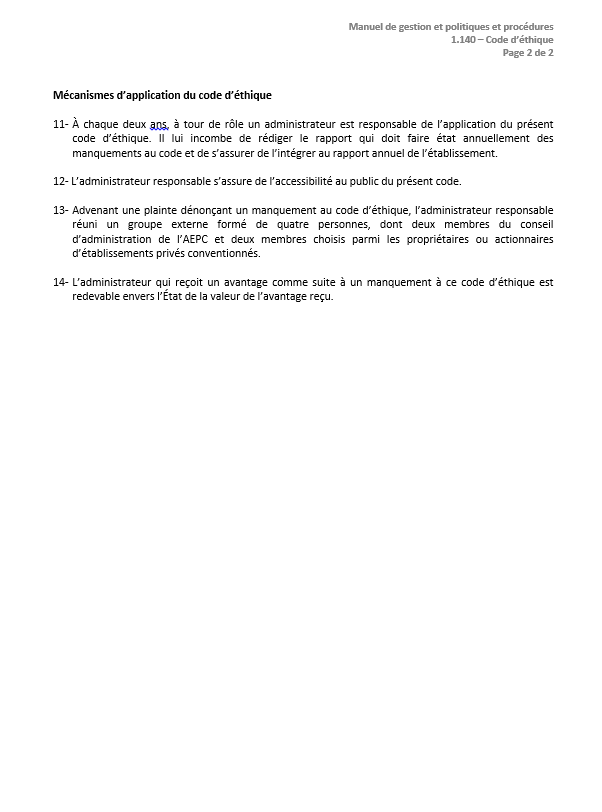 Manuel de gestion et politiques et procédures
1.140 – Code d’éthique
Page 2 de 2
Mécanismes d’application du code d’éthique
11- À chaque deux ans, à tour de rôle un administrateur est responsable de l’application du présent
code d’éthique. Il lui incombe de rédiger le rapport qui doit faire état annuellement des
manquements au code et de s’assurer de l’intégrer au rapport annuel de l’établissement.
12- L’administrateur responsable s’assure de l’accessibilité au public du présent code.
13- Advenant une plainte dénonçant un manquement au code d’éthique, l’administrateur responsable
réuni un groupe externe formé de quatre personnes, dont deux membres du conseil
d’administration de l’AEPC et deux membres choisis parmi les propriétaires ou actionnaires
d’établissements privés conventionnés.
14- L’administrateur qui reçoit un avantage comme suite à un manquement à ce code d’éthique est
redevable envers l’État de la valeur de l’avantage reçu.